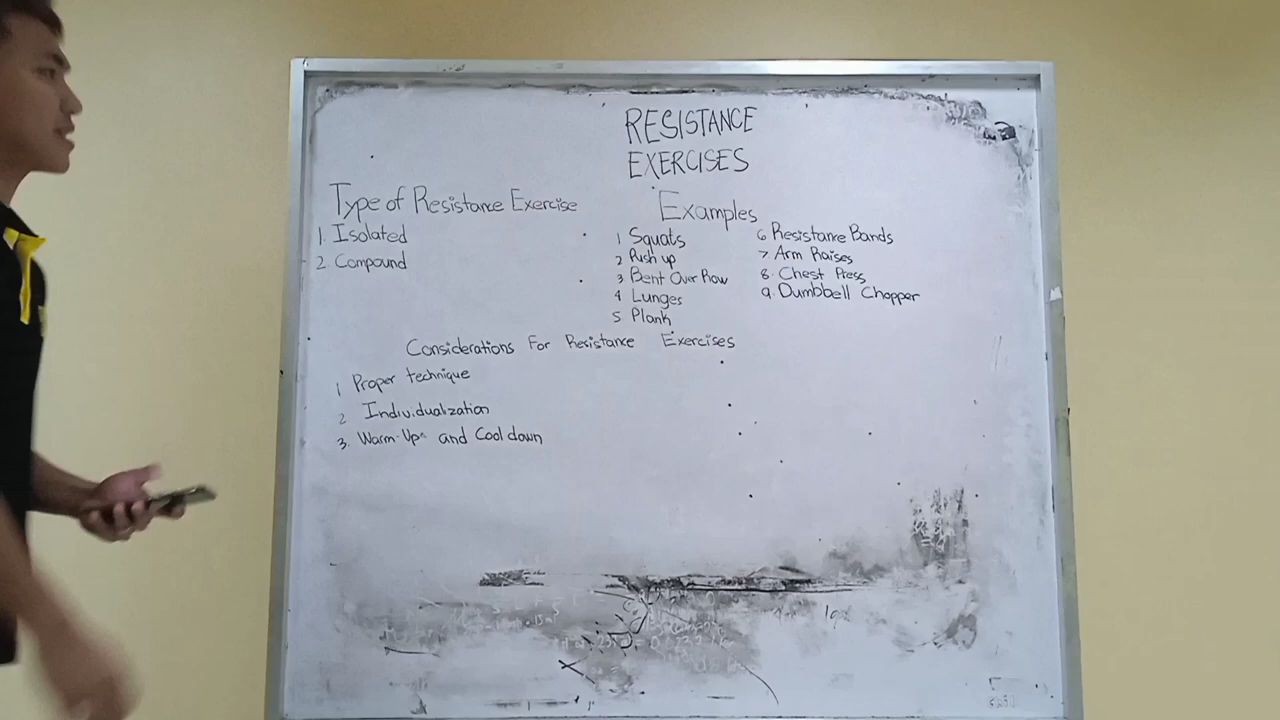 RESISTANCE
EXERCISES
Type of Resistance Exercise
1. Isolated
2. Compound
Examples
1 Squats
2 Push up
3 Bent Over Row
4 Lunges
5 Plank
6 Resistance Bands
7 Arm Raises
8. Chest Press
9. Dumbbell Chopper
Considerations For Resistance Exercises
1 Proper technique
2 Individualization
3. Warm-Ups and Cool down